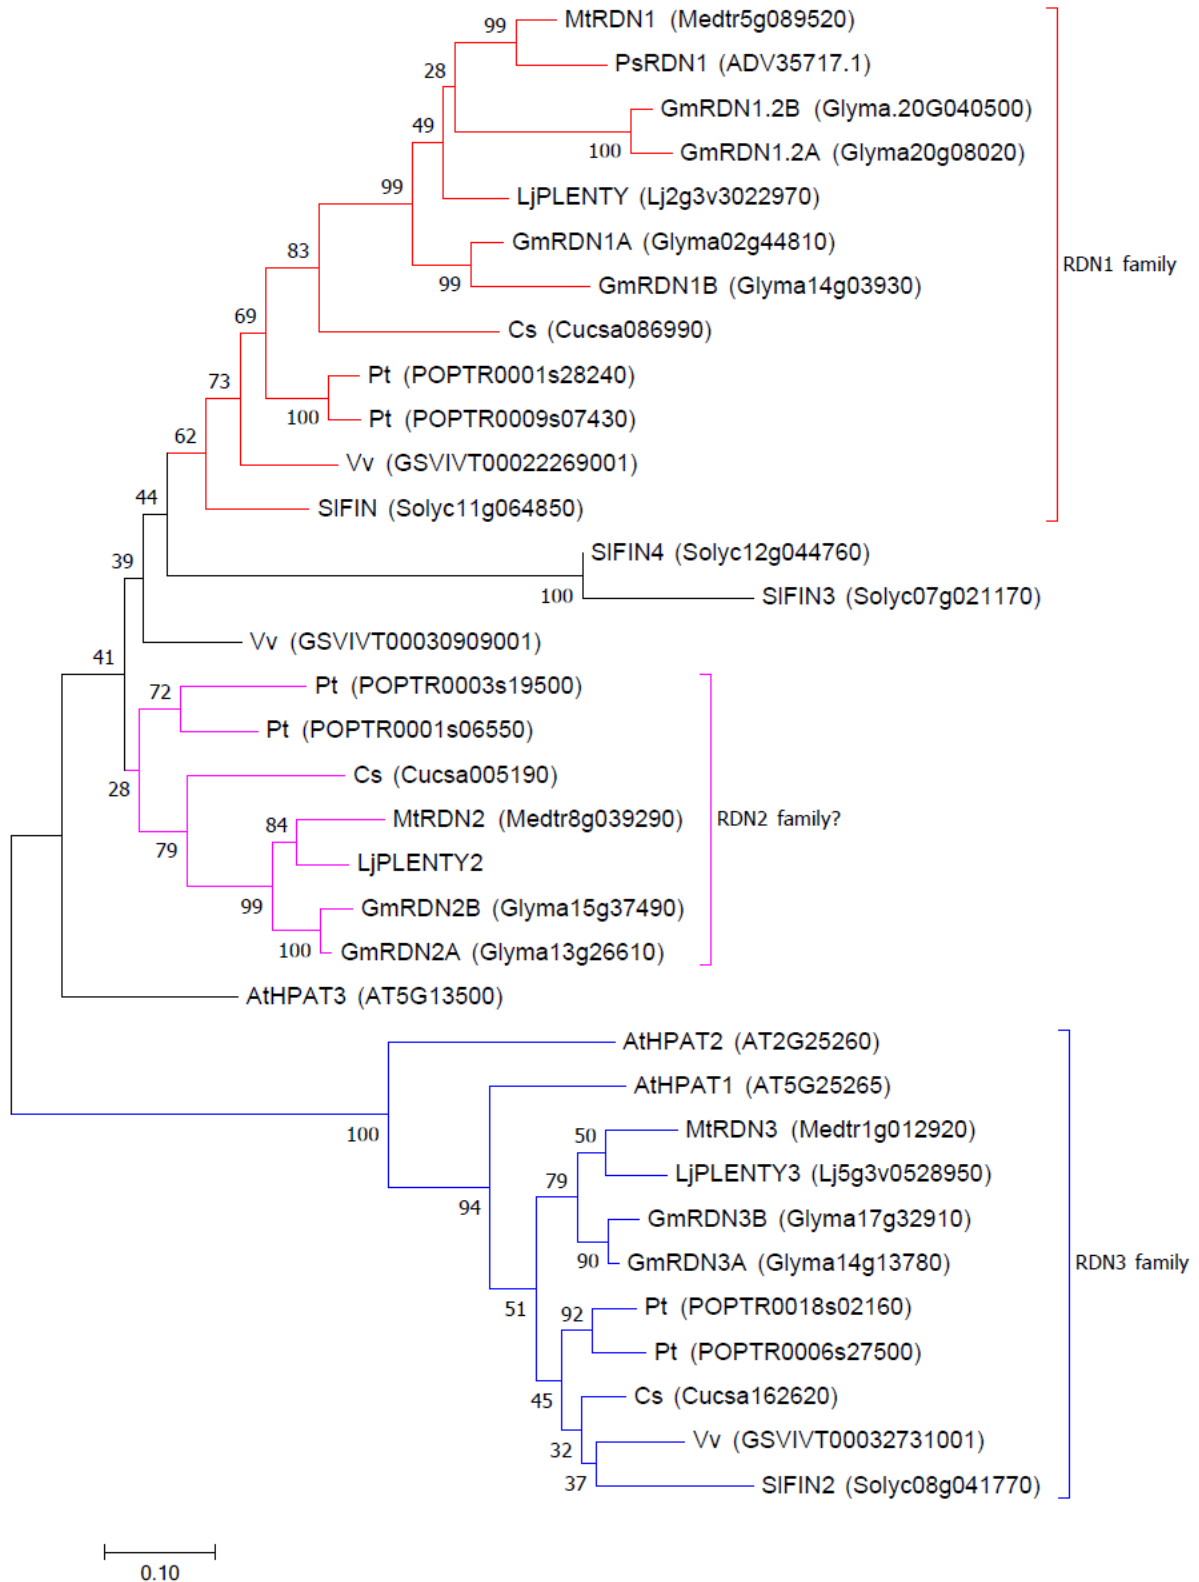 99
MtRDN1 (Medtr5g089520)
PsRDN1 (ADV35717.1)
28
GmRDN1.2B (Glyma.20G040500)
49
100
GmRDN1.2A (Glyma20g08020)
99
LjPLENTY (Lj2g3v3022970)
GmRDN1A (Glyma02g44810)
83
RDN1 family
99
GmRDN1B (Glyma14g03930)
69
Cs (Cucsa086990)
73
Pt (POPTR0001s28240)
100
Pt (POPTR0009s07430)
62
Vv (GSVIVT00022269001)
44
SlFIN (Solyc11g064850)
39
SlFIN4 (Solyc12g044760)
100
SlFIN3 (Solyc07g021170)
Vv (GSVIVT00030909001)
41
72
Pt (POPTR0003s19500)
Pt (POPTR0001s06550)
28
Cs (Cucsa005190)
84
MtRDN2 (Medtr8g039290)
RDN2 family?
79
LjPLENTY2
99
GmRDN2B (Glyma15g37490)
100
GmRDN2A (Glyma13g26610)
AtHPAT3 (AT5G13500)
AtHPAT2 (AT2G25260)
AtHPAT1 (AT5G25265)
100
50
MtRDN3 (Medtr1g012920)
79
LjPLENTY3 (Lj5g3v0528950)
94
GmRDN3B (Glyma17g32910)
90
GmRDN3A (Glyma14g13780)
RDN3 family
51
92
Pt (POPTR0018s02160)
Pt (POPTR0006s27500)
45
Cs (Cucsa162620)
32
Vv (GSVIVT00032731001)
37
SlFIN2 (Solyc08g041770)
0.10